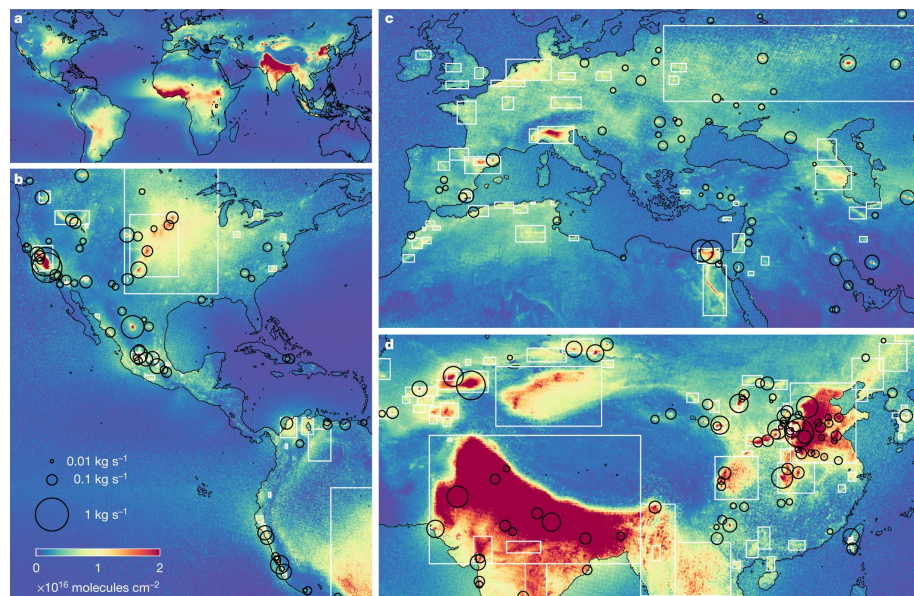 a
b
c
d
0.01 kg s⁻¹
0.1 kg s⁻¹
1 kg s⁻¹
0 1 2
×10¹⁶ molecules cm⁻²